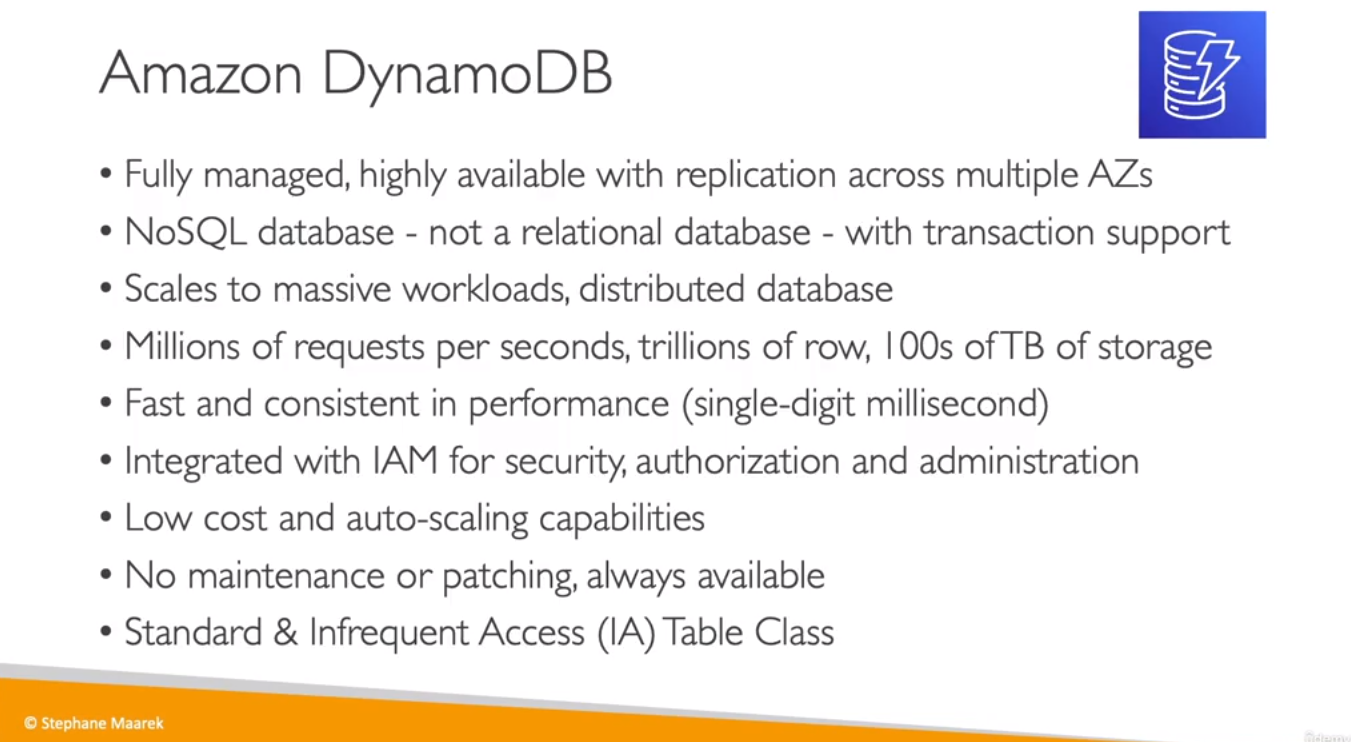 Amazon DynamoDB
• Fully managed, highly available with replication across multiple AZs
• NoSQL database - not a relational database - with transaction support
• Scales to massive workloads, distributed database
• Millions of requests per seconds, trillions of row, 100s of TB of storage
• Fast and consistent in performance (single-digit millisecond)
• Integrated with IAM for security, authorization and administration
• Low cost and auto-scaling capabilities
• No maintenance or patching, always available
• Standard & Infrequent Access (IA) Table Class
© Stephane Maarek